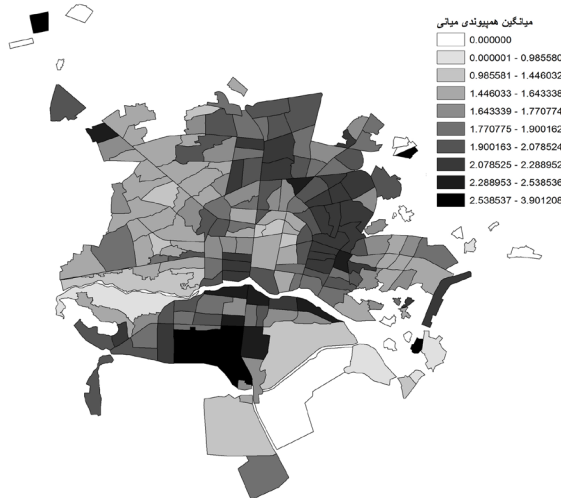 میانگین همپیوندی میانی
0.000000
0.000001 - 0.985580
0.985581 - 1.446032
1.446033 - 1.643338
1.643339 - 1.770774
1.770775 - 1.900162
1.900163 - 2.078524
2.078525 - 2.288952
2.288953 - 2.538536
2.538537 - 3.901208